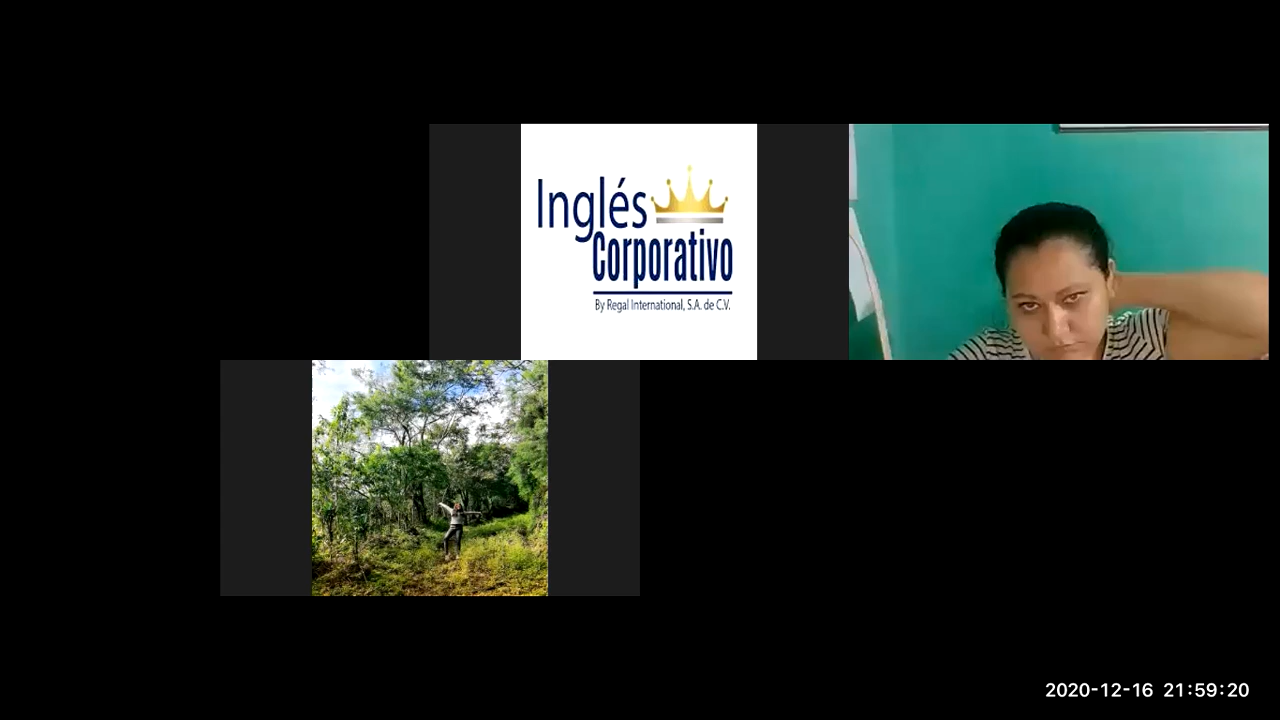 Inglés
Corporativo
By Regal International, S.A. de C.V.
2020-12-16 21:59:20